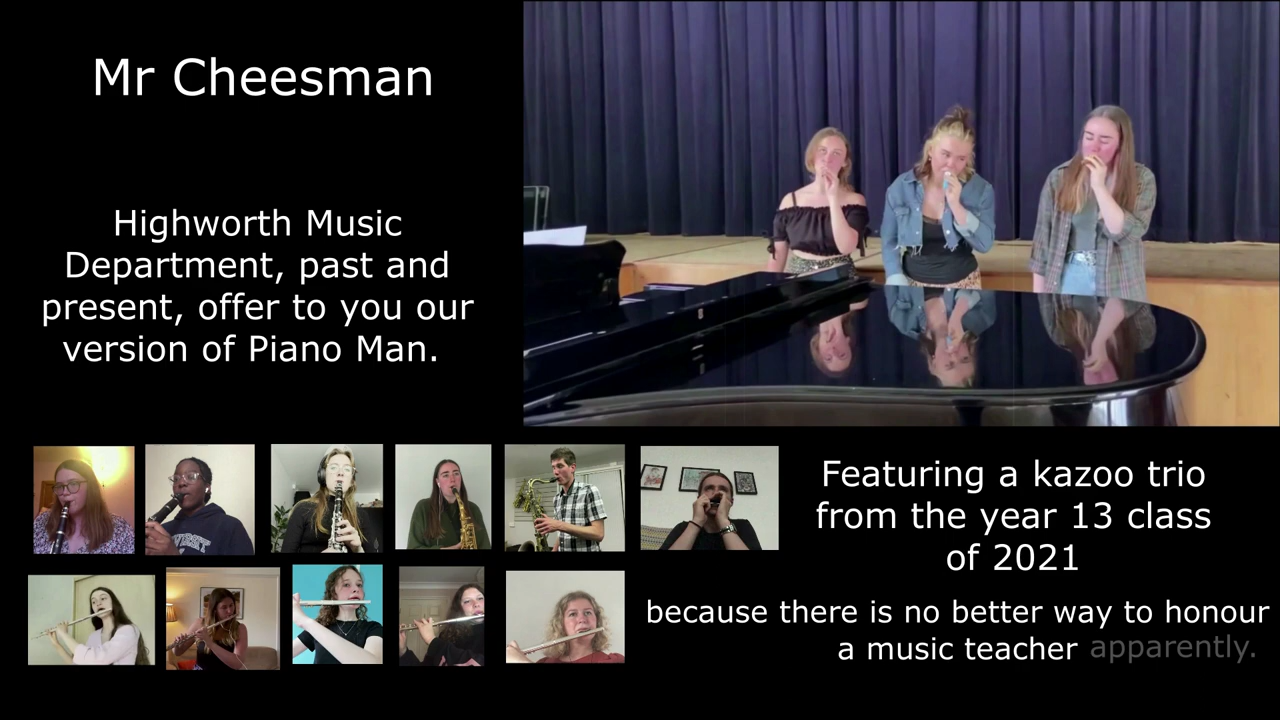 Mr Cheesman
Highworth Music
Department, past and
present, offer to you our
version of Piano Man.
Featuring a kazoo trio
from the year 13 class
of 2021
because there is no better way to honour
a music teacher apparently.